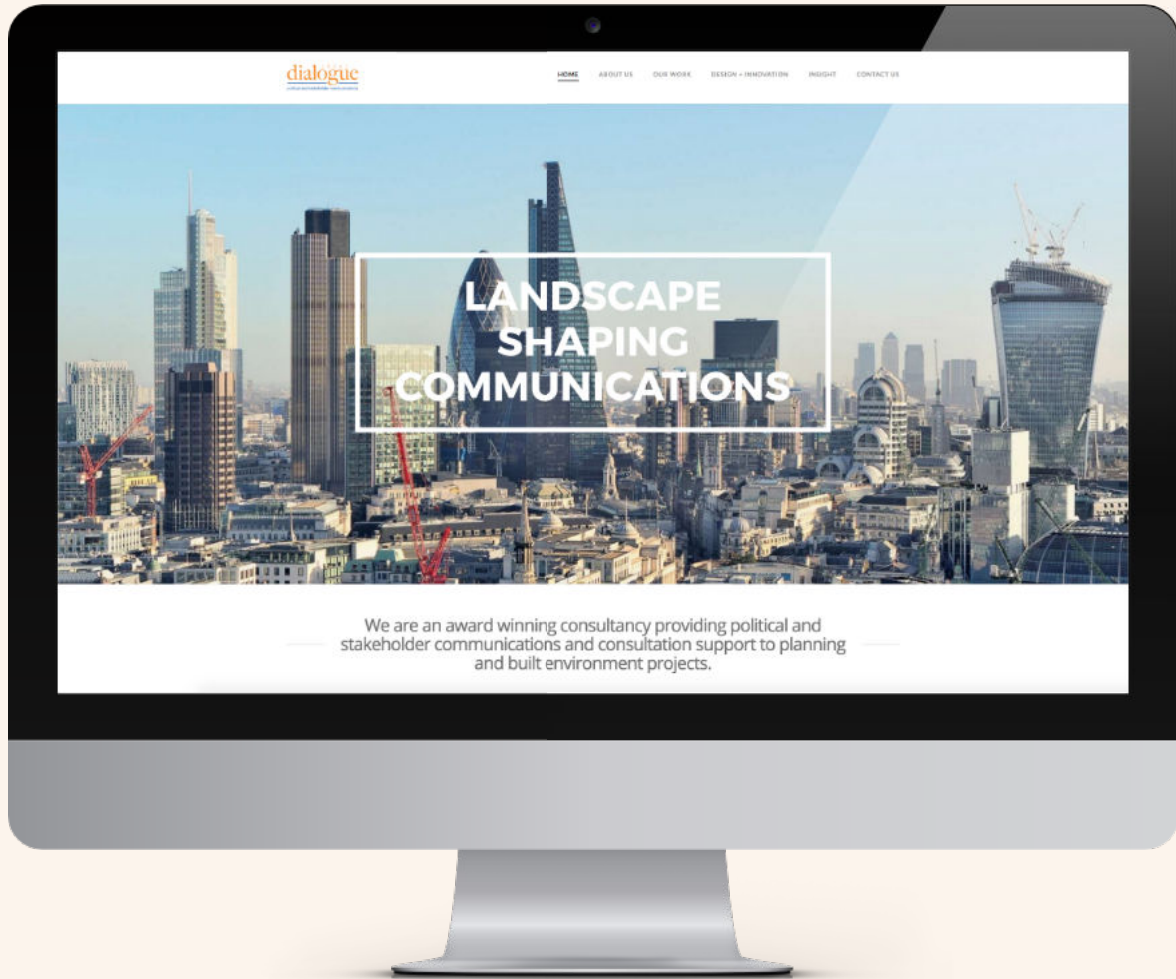 dialogue
HOME ABOUT US OUR WORK DESIGN + INNOVATION INSIGHT CONTACT US
LANDSCAPE
SHAPING
COMMUNICATIONS
We are an award winning consultancy providing political and
stakeholder communications and consultation support to planning
and built environment projects.